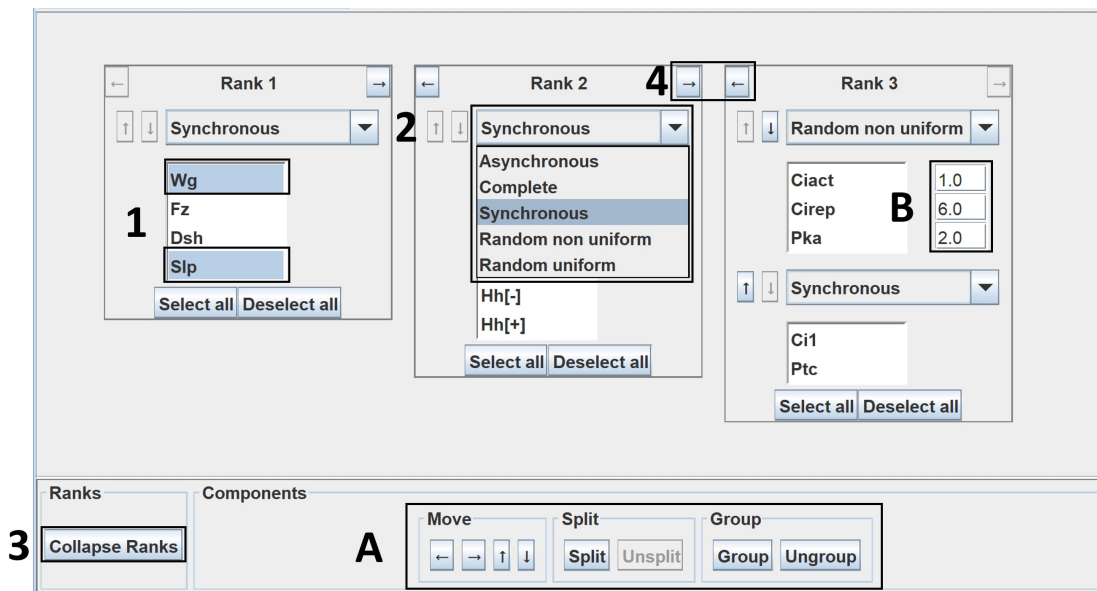 ← Rank 1 →
← Rank 2 4 →
← Rank 3 →
↑ ↓ Synchronous
2 ↑ ↓ Synchronous
↑ ↓ Random non uniform
1
Wg
Fz
Dsh
Slp
Select all Deselect all
Asynchronous
Complete
Synchronous
Random non uniform
Random uniform
Hh[-]
Hh[+]
Select all Deselect all
Ciact 1.0
Cirep B 6.0
Pka 2.0
↑ ↓ Synchronous
Ci1
Ptc
Select all Deselect all
Ranks
3 Collapse Ranks
Components
A
Move
← → ↑ ↓
Split
Split Unsplit
Group
Group Ungroup